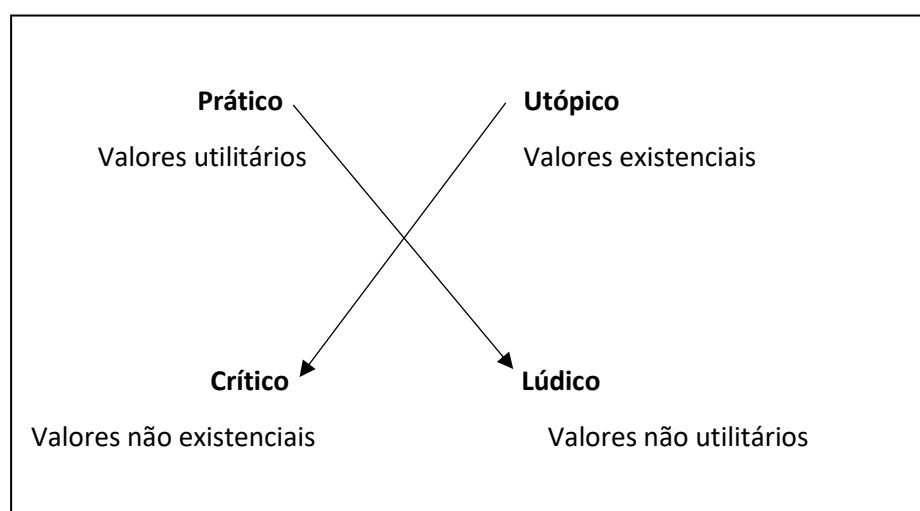 Prático Utópico
Valores utilitários Valores existenciais
Crítico Lúdico
Valores não existenciais Valores não utilitários